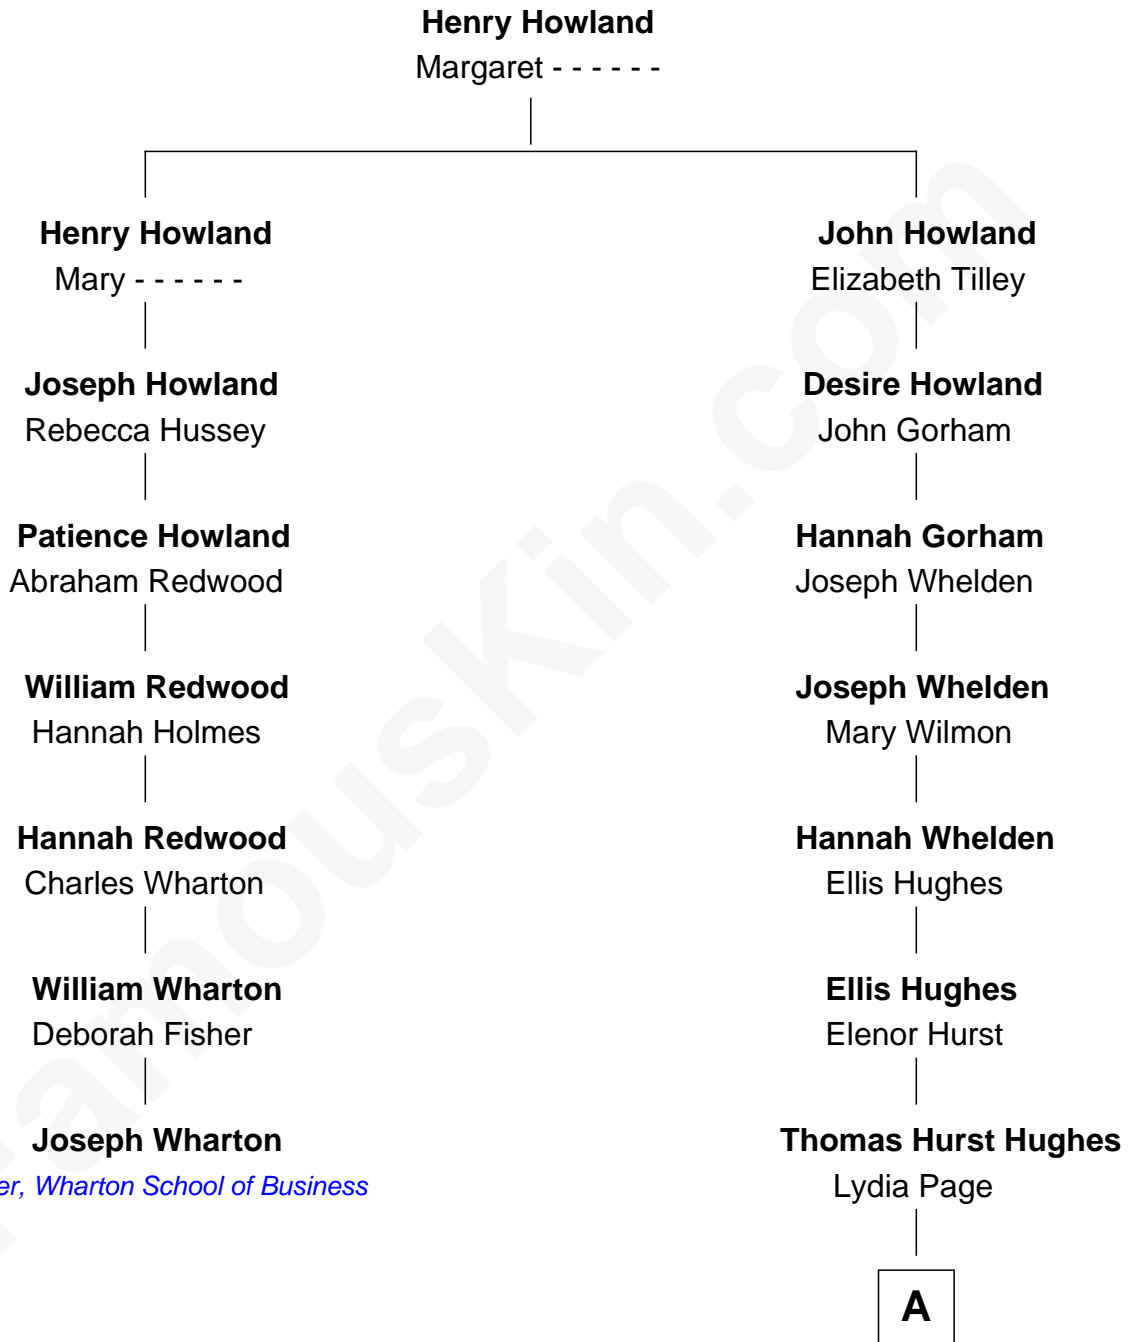 Henry Howland
Margaret - - - - - -
Henry Howland
Mary - - - - - -
John Howland
Elizabeth Tilley
Joseph Howland
Rebecca Hussey
Desire Howland
John Gorham
Patience Howland
Abraham Redwood
Hannah Gorham
Joseph Whelden
William Redwood
Hannah Holmes
Joseph Whelden
Mary Wilmon
Hannah Redwood
Charles Wharton
Hannah Whelden
Ellis Hughes
William Wharton
Deborah Fisher
Ellis Hughes
Elenor Hurst
Joseph Wharton
er, Wharton School of Business
Thomas Hurst Hughes
Lydia Page
A
FamousKin.com